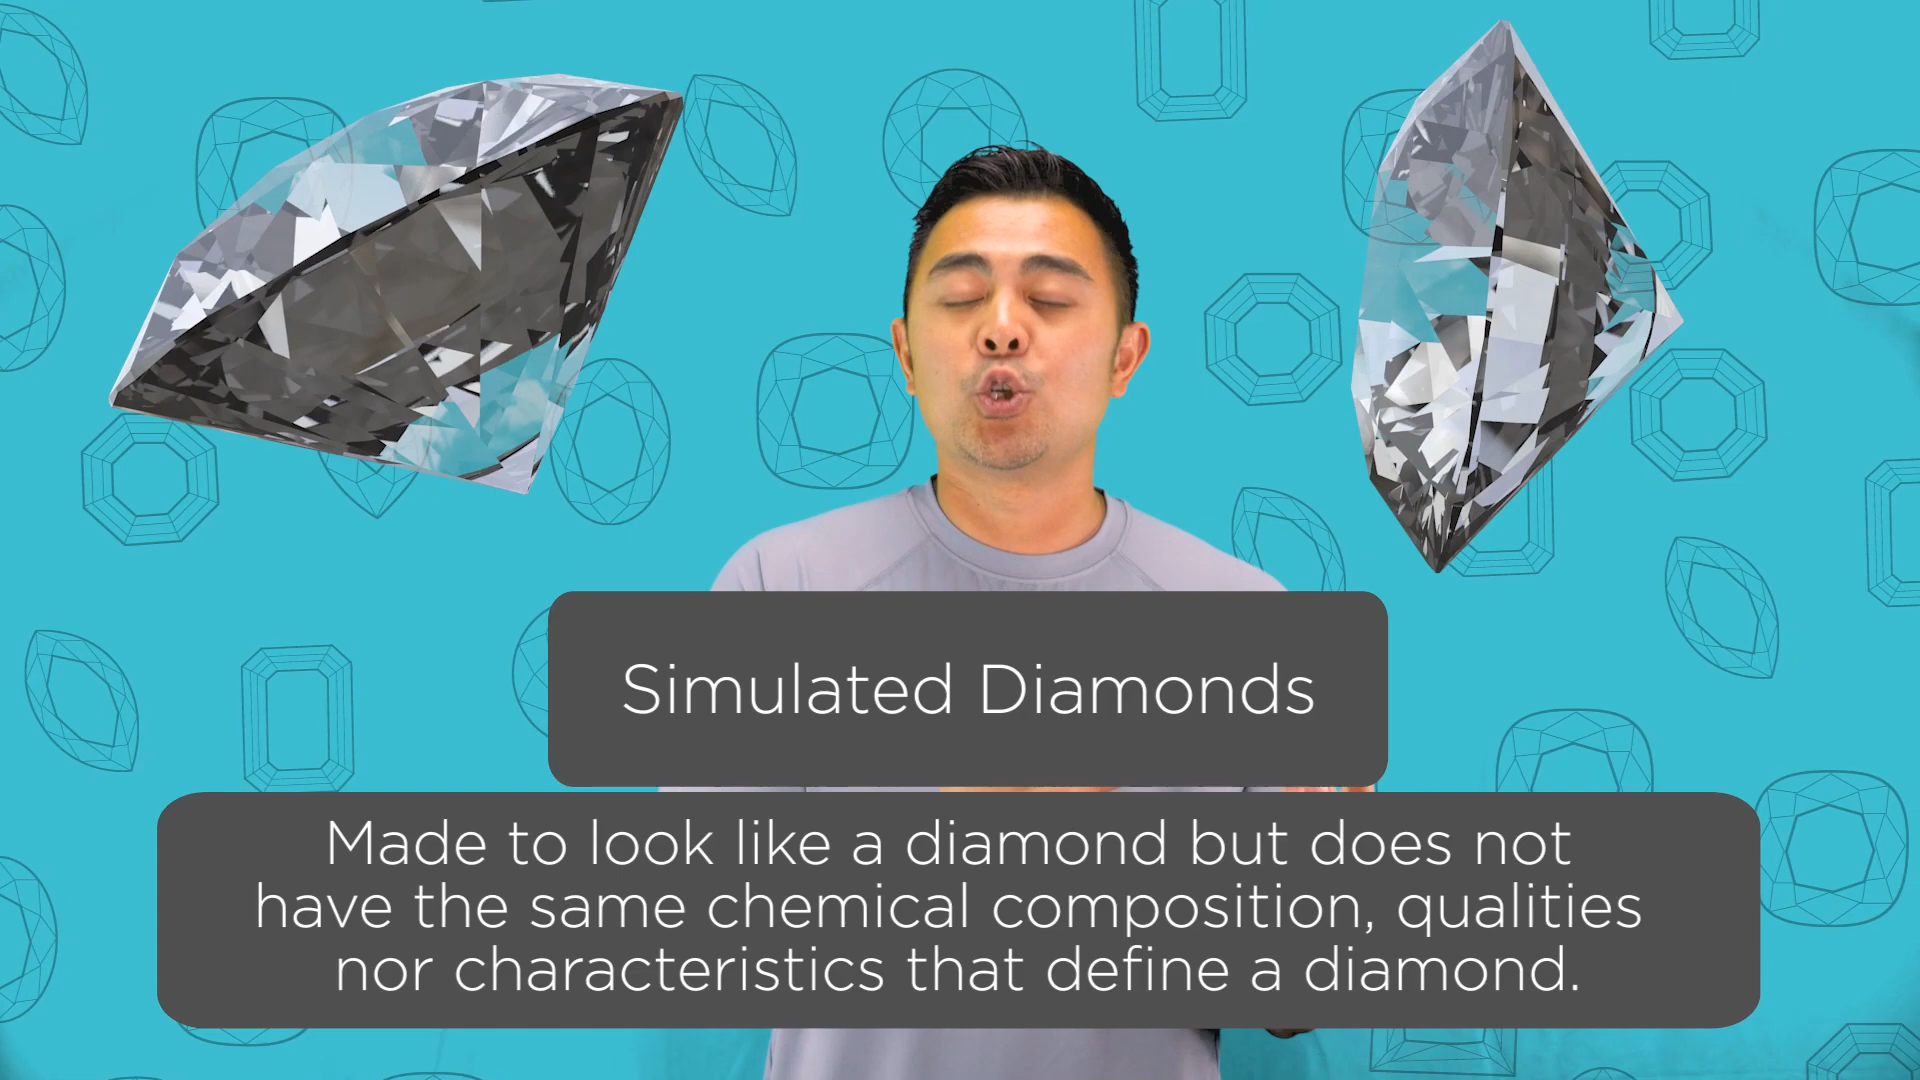 Simulated Diamonds
Made to look like a diamond but does not
have the same chemical composition, qualities
nor characteristics that define a diamond.